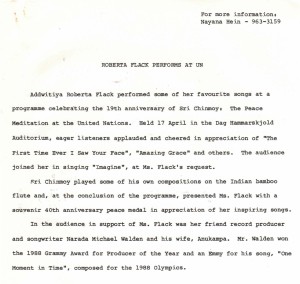 For more information:
Nayana Hein - 963-3159
ROBERTA FLACK PERFORMS AT UN
Addwitiya Roberta Flack performed some of her favourite songs at a
programme celebrating the 19th anniversary of Sri Chinmoy. The Peace
Meditation at the United Nations. Held 17 April in the Dag Hammarskjold
Auditorium, eager listeners applauded and cheered in appreciation of "The
First Time Ever I Saw Your Face", "Amazing Grace" and others. The audience
joined her in singing "Imagine", at Ms. Flack's request.
Sri Chinmoy played some of his own compositions on the Indian bamboo
flute and, at the conclusion of the programme, presented Ms. Flack with a
souvenir 40th anniversary peace medal in appreciation of her inspiring songs.
In the audience in support of Ms. Flack was her friend record producer
and songwriter Narada Michael Walden and his wife, Anukampa. Mr. Walden won
the 1988 Grammy Award for Producer of the Year and an Emmy for his song, "One
Moment in Time", composed for the 1988 Olympics.